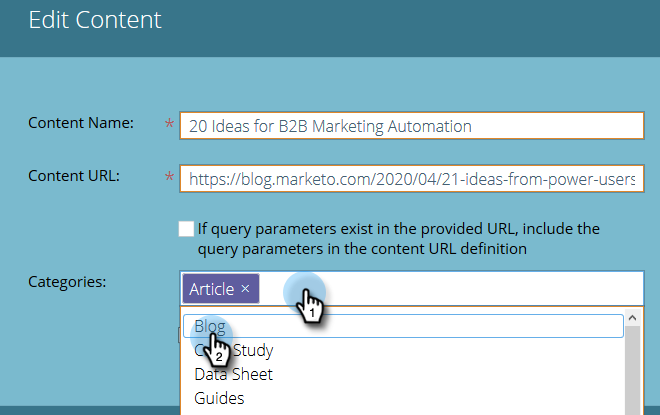 Edit Content
Content Name: * 20 Ideas for B2B Marketing Automation
Content URL: * https://blog.marketo.com/2020/04/21-ideas-from-power-users
If query parameters exist in the provided URL, include the
query parameters in the content URL definition
Categories: Article ×
1
Blog
2
Study
Data Sheet
Guides